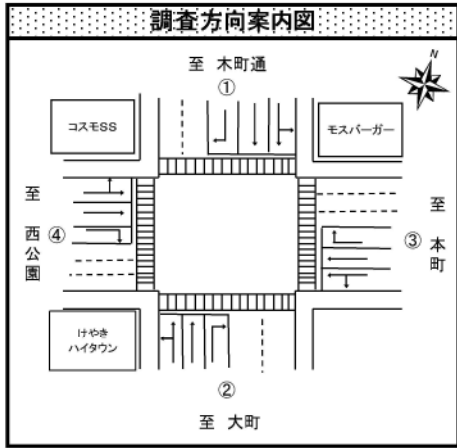 調査方向案内図
至 木町通
①
N
コスモSS
モスバーガー
至 西公園
④
③
至 本町
けやき
ハイタウン
②
至 大町